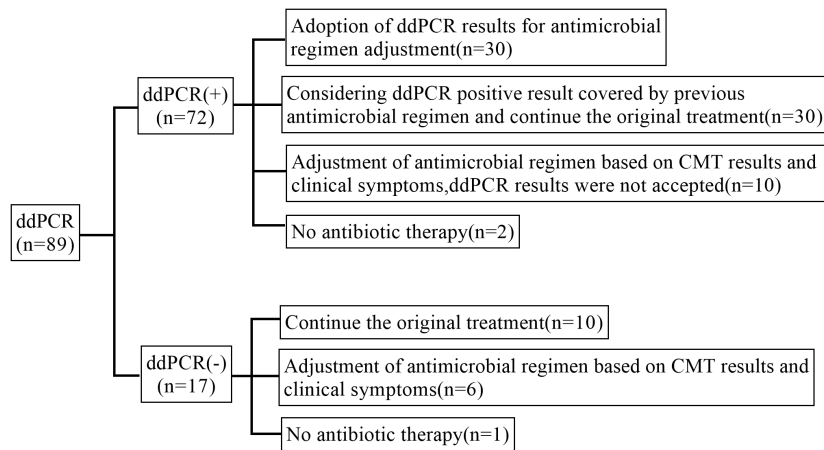 ddPCR
(n=89)
ddPCR(+)
(n=72)
Adoption of ddPCR results for antimicrobial
regimen adjustment(n=30)
Considering ddPCR positive result covered by previous
antimicrobial regimen and continue the original treatment(n=30)
Adjustment of antimicrobial regimen based on CMT results and
clinical symptoms,ddPCR results were not accepted(n=10)
No antibiotic therapy(n=2)
ddPCR(-)
(n=17)
Continue the original treatment(n=10)
Adjustment of antimicrobial regimen based on CMT results and
clinical symptoms(n=6)
No antibiotic therapy(n=1)